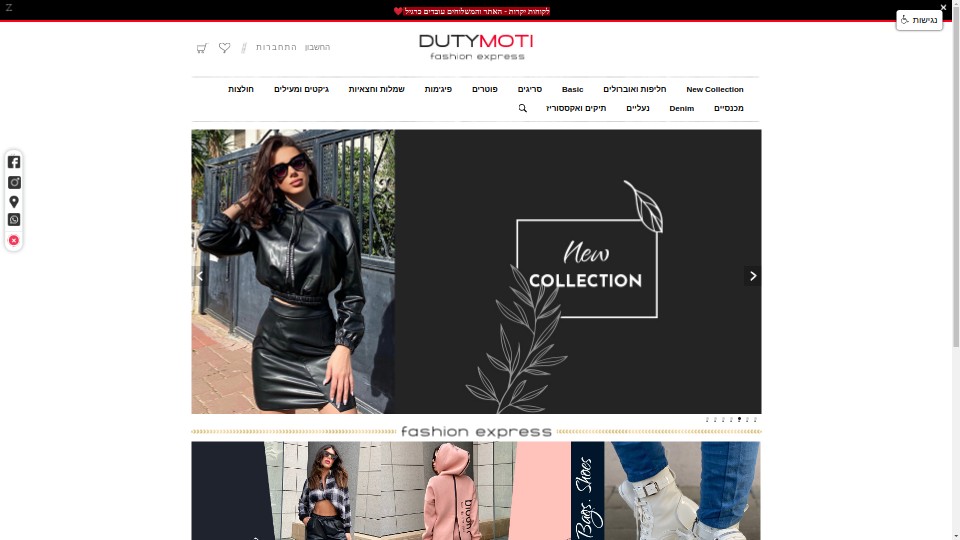 לקוחות יקרות - האתר והמשלוחים עובדים כרגיל
נגישות
החשבון
התחברות
DUTYMOTI
fashion express
New Collection
חליפות ואוברולים
Basic
סריגים
פוטרים
פיג'מות
שמלות וחצאיות
ג'קטים ומעילים
חולצות
מכנסיים
Denim
נעליים
תיקים ואקססוריז
New
COLLECTION
fashion express
Bags. Shoes